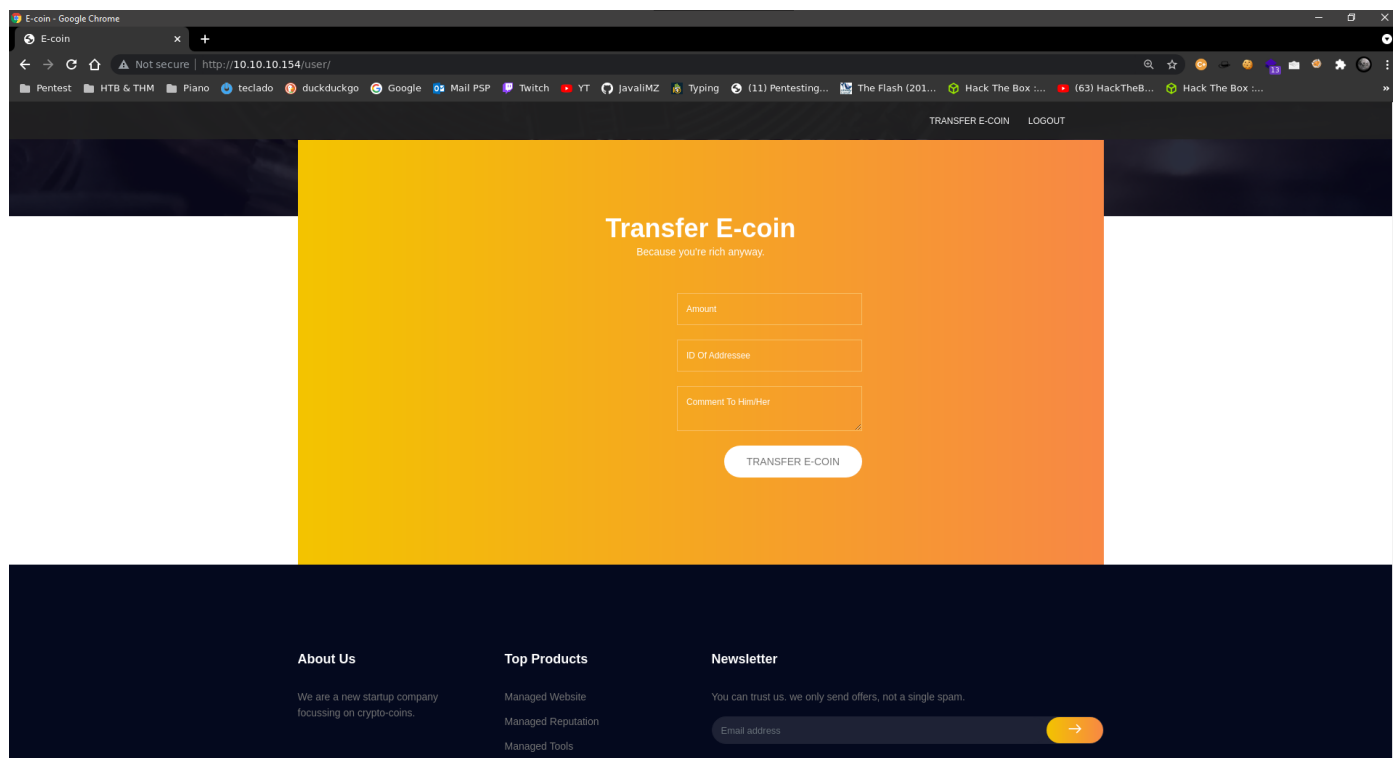 E-coin - Google Chrome
E-coin
Not secure | http://10.10.10.154/user/
Pentest HTB & THM Piano teclado duckduckgo Google Mail PSP Twitch YT JavaliMZ Typing (11) Pentesting... The Flash (201... Hack The Box :... (63) HackTheB... Hack The Box :... »
13
TRANSFER E-COIN LOGOUT
Transfer E-coin
Because you're rich anyway.
Amount
ID Of Addressee
Comment To Him/Her
TRANSFER E-COIN
About Us Top Products Newsletter
We are a new startup company
focussing on crypto-coins.
Managed Website
Managed Reputation
Managed Tools
You can trust us. we only send offers, not a single spam.
Email address